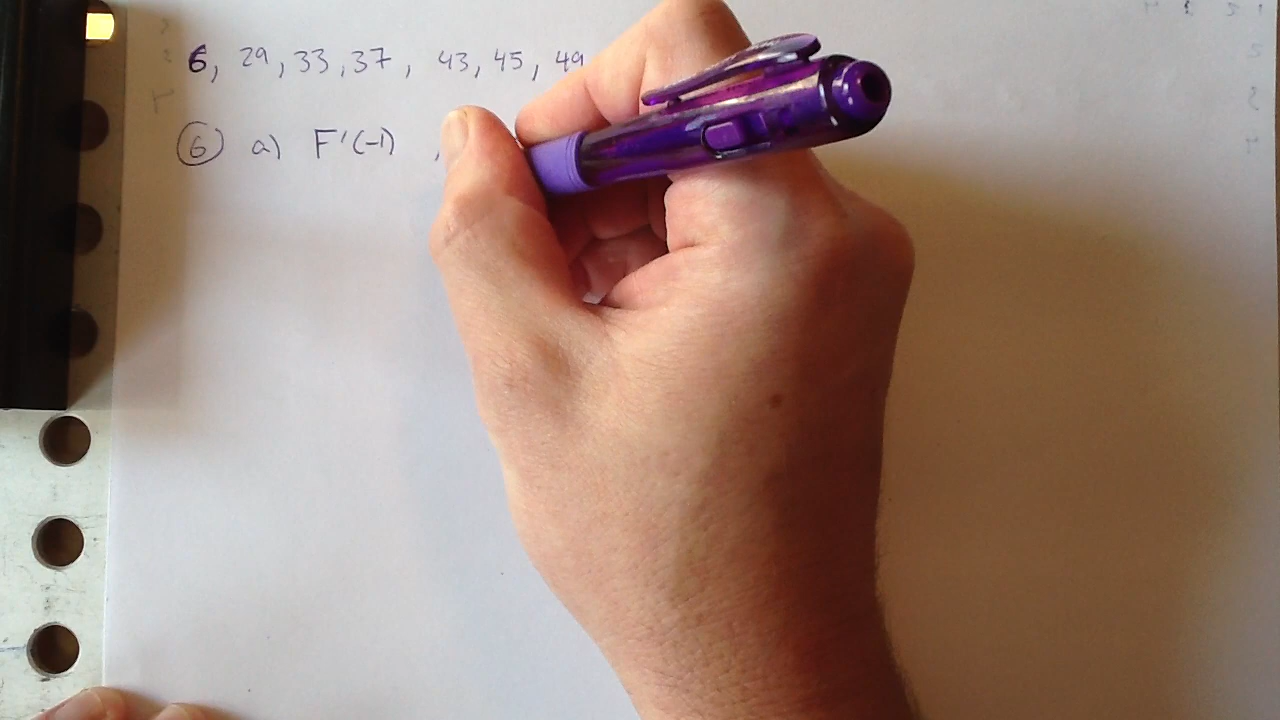 6, 29, 33, 37, 43, 45, 49
⑥ a) F'(-1) ,